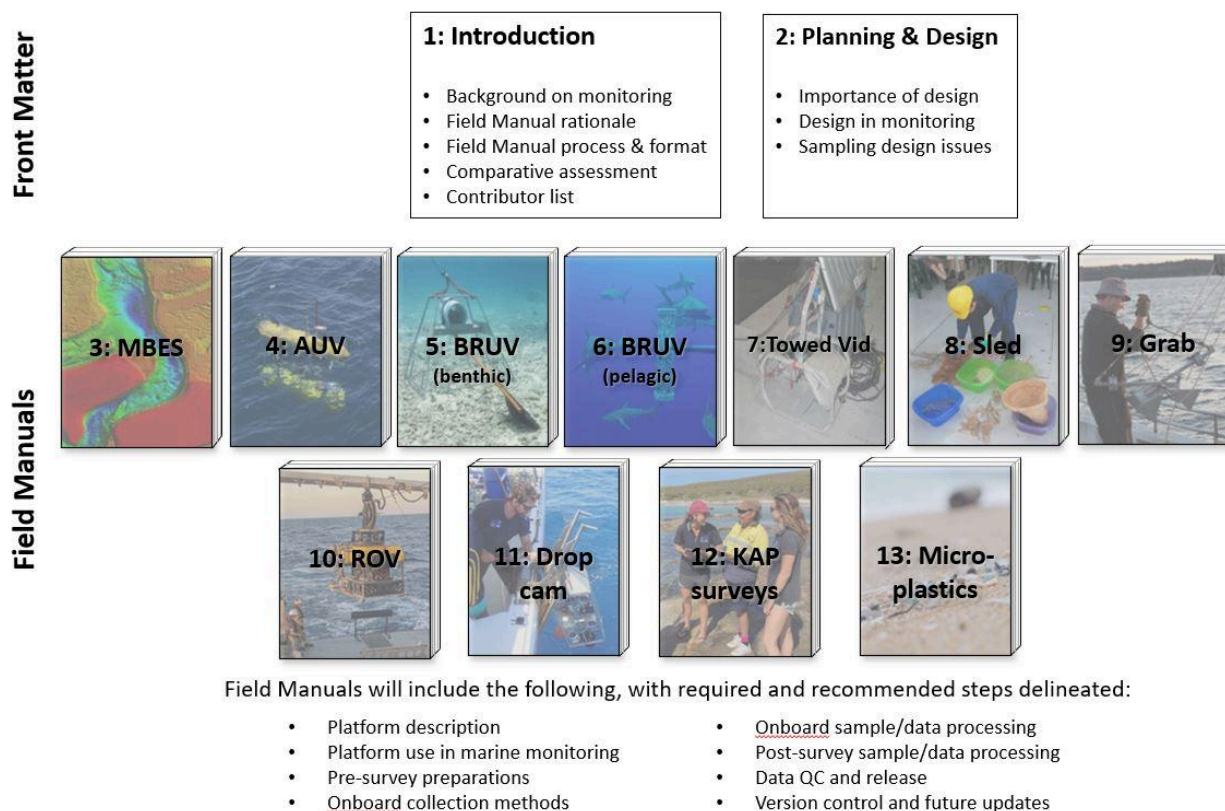 Front Matter
1: Introduction
• Background on monitoring
• Field Manual rationale
• Field Manual process & format
• Comparative assessment
• Contributor list
2: Planning & Design
• Importance of design
• Design in monitoring
• Sampling design issues
Field Manuals
3: MBES
4: AUV
5: BRUV
(benthic)
6: BRUV
(pelagic)
7:Towed Vid
8: Sled
9: Grab
10: ROV
11: Drop
cam
12: KAP
surveys
13: Micro-
plastics
Field Manuals will include the following, with required and recommended steps delineated:
• Platform description
• Platform use in marine monitoring
• Pre-survey preparations
• Onboard collection methods
• Onboard sample/data processing
• Post-survey sample/data processing
• Data QC and release
• Version control and future updates